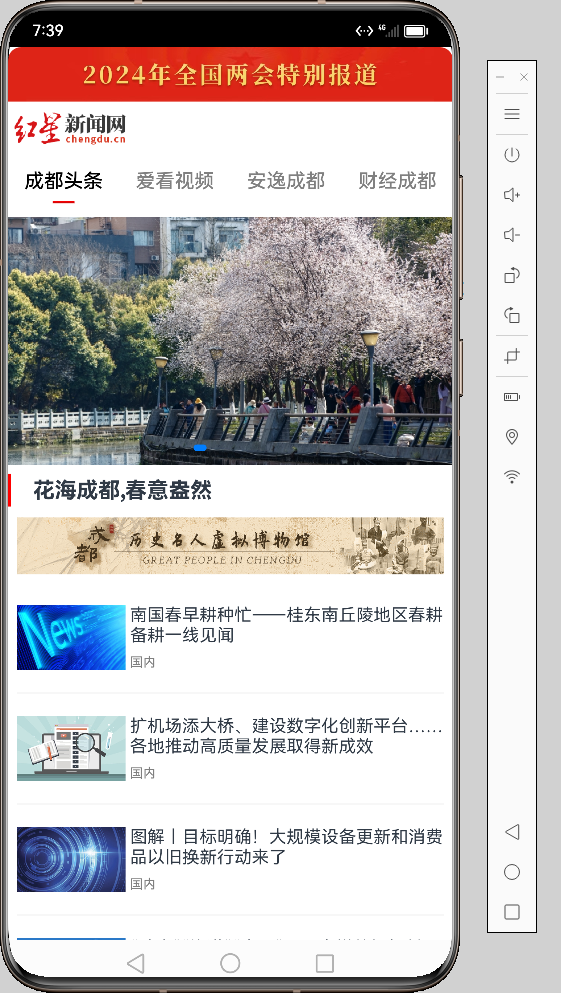 7:39
4G
2024年全国两会特别报道
红星新闻网
chengdu.cn
成都头条 爱看视频 安逸成都 财经成都
花海成都,春意盎然
成都 历史名人虚拟博物馆
GREAT PEOPLE IN CHENGDU
News
南国春早耕种忙——桂东南丘陵地区春耕
备耕一线见闻
国内
扩机场添大桥、建设数字化创新平台……
各地推动高质量发展取得新成效
国内
图解丨目标明确！大规模设备更新和消费
品以旧换新行动来了
国内